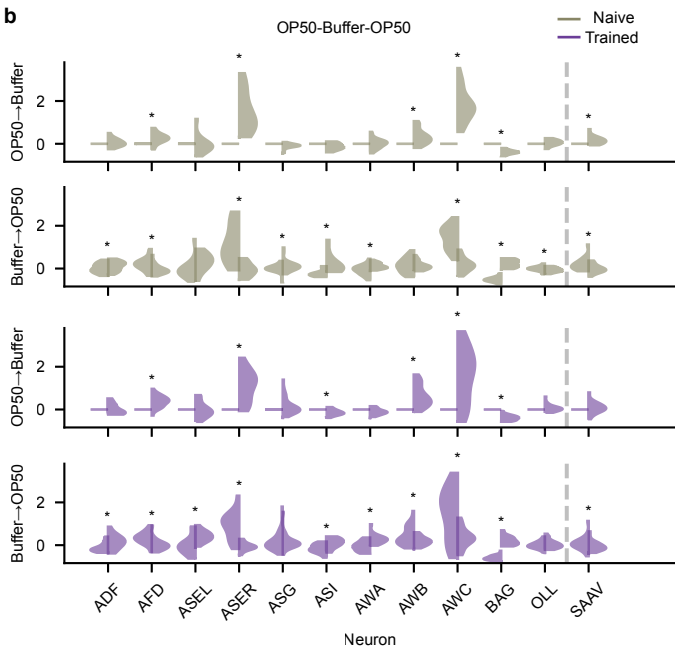 b
OP50-Buffer-OP50
Naive
Trained
OP50→Buffer
2
0
* * * * * *
Buffer→OP50
2
0
* * * * * * * * * * *
OP50→Buffer
2
0
* * * * * *
Buffer→OP50
2
0
* * * * * * * * * *
ADF AFD ASEL ASER ASG ASI AWA AWB AWC BAG OLL SAAV
Neuron